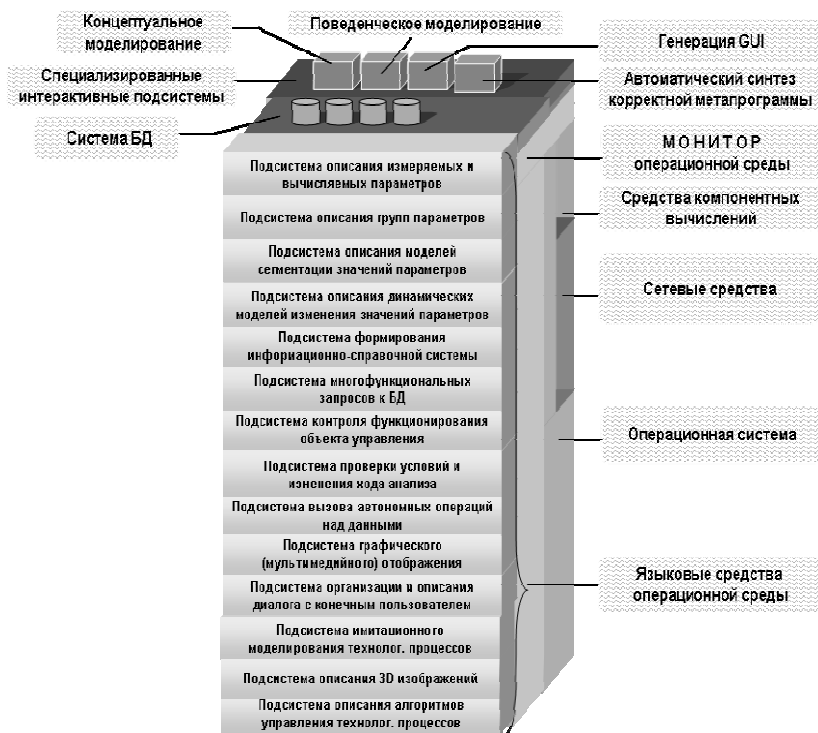 Концептуальное
моделирование
Поведенческое моделирование
Генерация GUI
Специализированные
интерактивные подсистемы
Автоматический синтез
корректной метапрограммы
Система БД
МОНИТОР
операционной среды
Подсистема описания измеряемых и
вычисляемых параметров
Средства компонентных
вычислений
Подсистема описания групп параметров
Подсистема описания моделей
сегментации значений параметров
Сетевые средства
Подсистема описания динамических
моделей изменения значений параметров
Подсистема формирования
информационно-справочной системы
Подсистема многофункциональных
запросов к БД
Подсистема контроля функционирования
объекта управления
Операционная система
Подсистема проверки условий и
изменения хода анализа
Подсистема вызова автономных операций
над данными
Подсистема графического
(мультимедийного) отображения
Подсистема организации и описания
диалога с конечным пользователем
Языковые средства
операционной среды
Подсистема имитационного
моделирования технолог. процессов
Подсистема описания 3D изображений
Подсистема описания алгоритмов
управления технолог. процессов